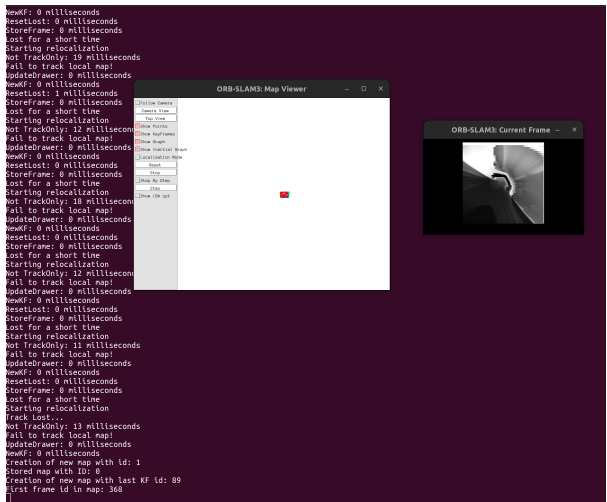 NewKF: 0 milliseconds
ResetLost: 0 milliseconds
StoreFrame: 0 milliseconds
Lost for a short time
Starting relocalization
Not TrackOnly: 19 milliseconds
Fail to track local map!
UpdateDrawer: 0 milliseconds
NewKF: 0 milliseconds
ResetLost: 1 milliseconds
StoreFrame: 0 milliseconds
Lost for a short time
Starting relocalization
Not TrackOnly: 12 milliseconds
Fail to track local map!
UpdateDrawer: 0 milliseconds
NewKF: 0 milliseconds
ResetLost: 0 milliseconds
StoreFrame: 0 milliseconds
Lost for a short time
Starting relocalization
Not TrackOnly: 18 milliseconds
Fail to track local map!
UpdateDrawer: 0 milliseconds
NewKF: 0 milliseconds
ResetLost: 0 milliseconds
StoreFrame: 0 milliseconds
Lost for a short time
Starting relocalization
Not TrackOnly: 12 milliseconds
Fail to track local map!
UpdateDrawer: 0 milliseconds
NewKF: 0 milliseconds
ResetLost: 0 milliseconds
StoreFrame: 0 milliseconds
Lost for a short time
Starting relocalization
Not TrackOnly: 11 milliseconds
Fail to track local map!
UpdateDrawer: 0 milliseconds
NewKF: 0 milliseconds
ResetLost: 0 milliseconds
StoreFrame: 0 milliseconds
Lost for a short time
Starting relocalization
Track Lost...
Not TrackOnly: 13 milliseconds
Fail to track local map!
UpdateDrawer: 0 milliseconds
NewKF: 0 milliseconds
Creation of new map with id: 1
Stored map with ID: 0
Creation of new map with last KF id: 89
First frame id in map: 368
ORB-SLAM3: Map Viewer
Follow Camera
Camera View
Top View
Show Points
Show KeyFrames
Show Graph
Show Inertial Graph
Localization Mode
Reset
Stop
Step By Step
Step
Show LBA opt
ORB-SLAM3: Current Frame